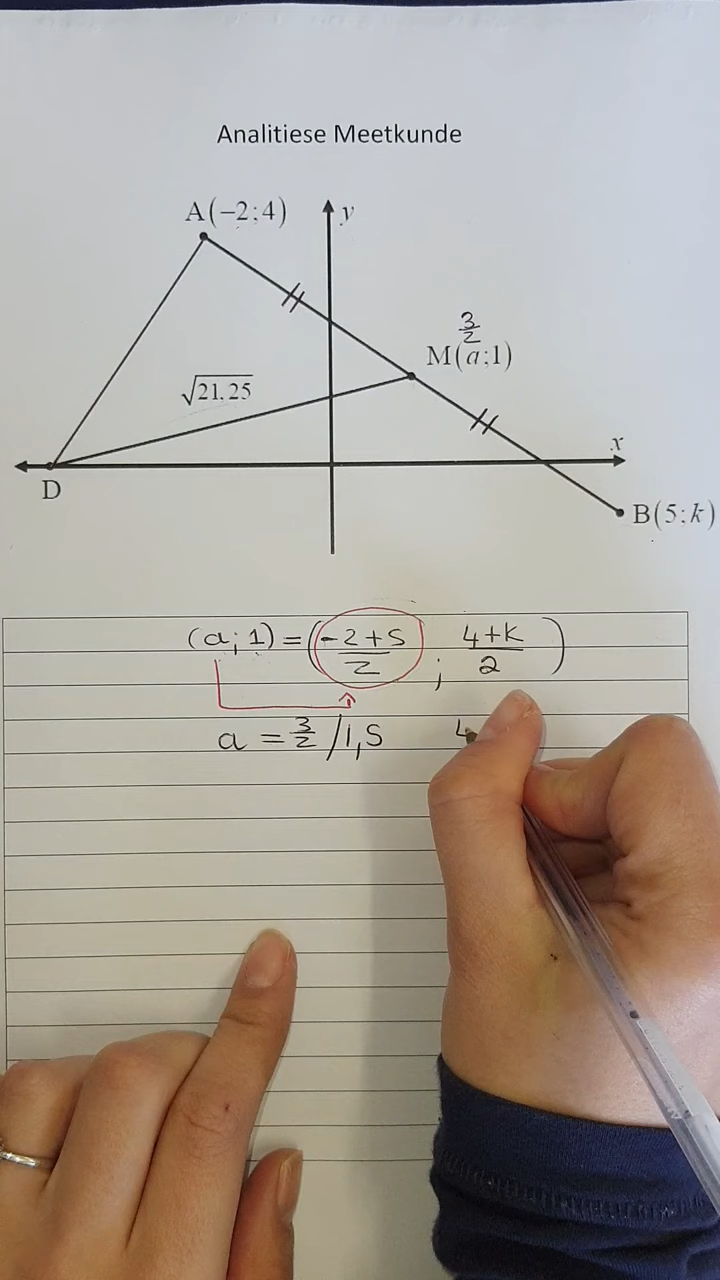 Analitiese Meetkunde
A(−2;4)
y
3/2
M(a;1)
√21,25
x
D
B(5;k)
(a;1) = (-2+5/2 ; 4+k/2)
a = 3/2 /1,5 4